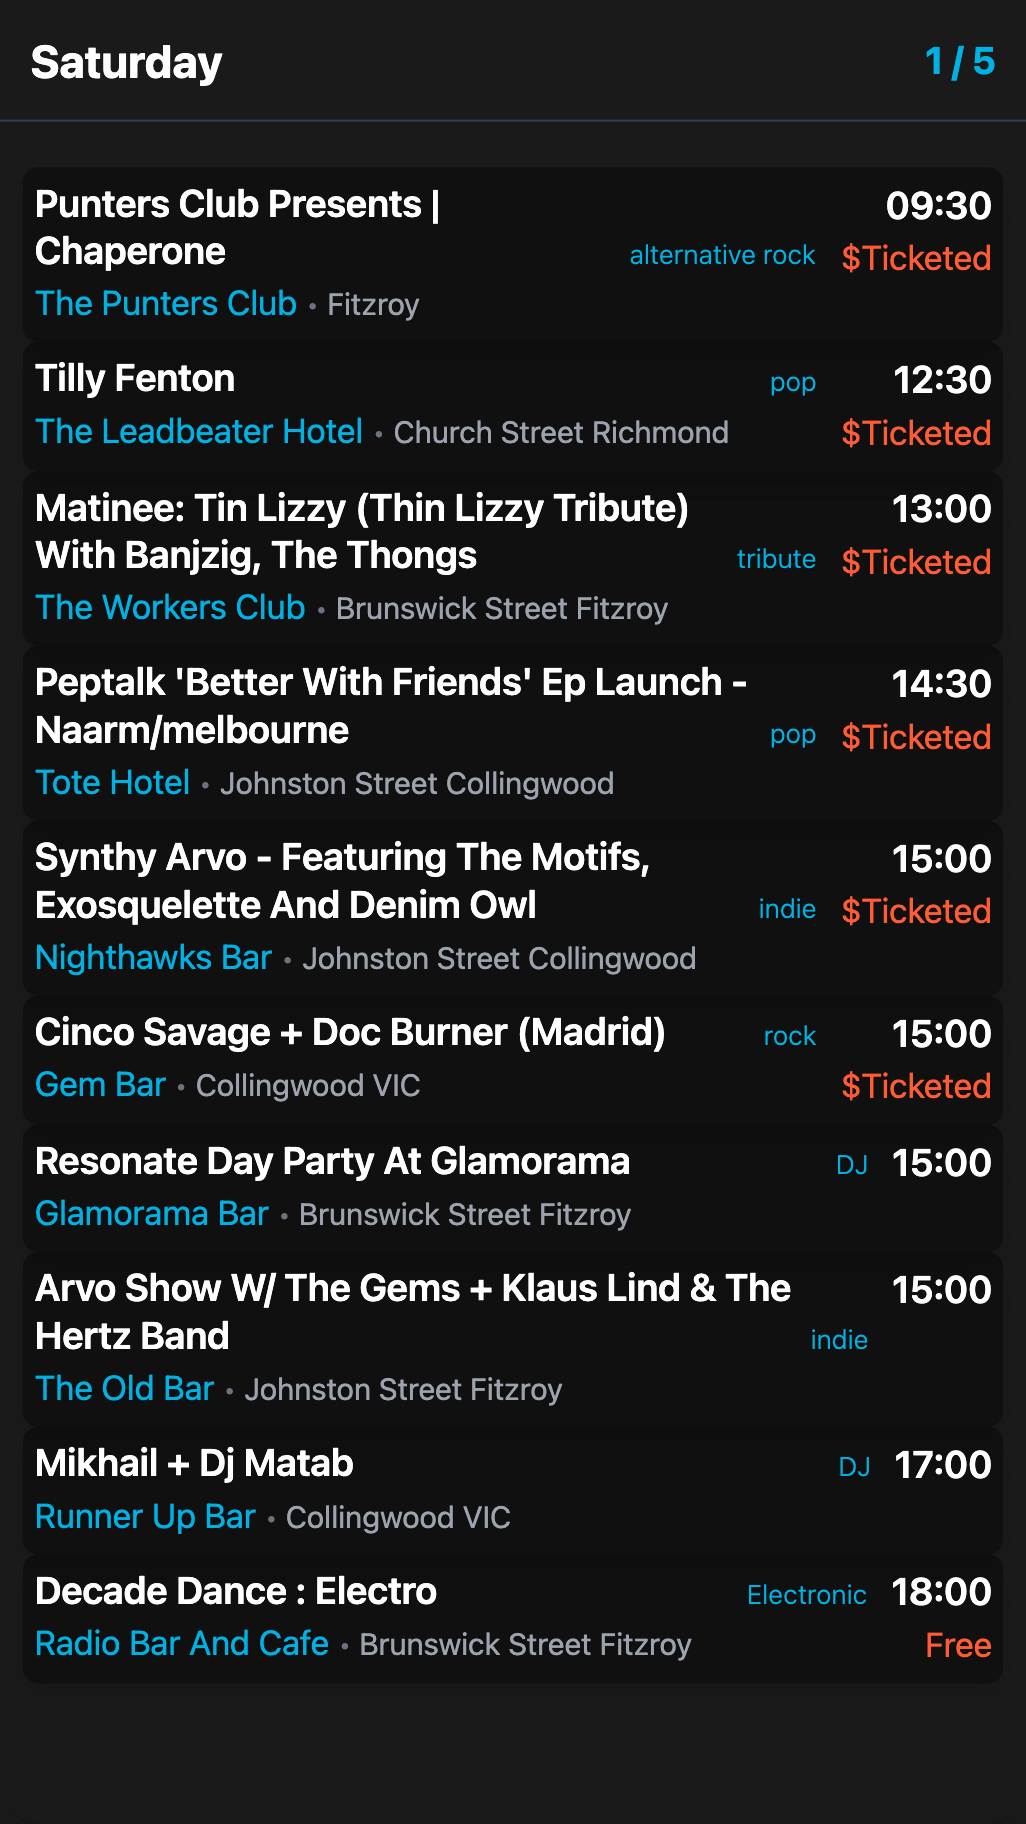 Saturday
1 / 5
Punters Club Presents |
Chaperone
alternative rock
09:30
$Ticketed
The Punters Club • Fitzroy
Tilly Fenton
pop
12:30
The Leadbeater Hotel • Church Street Richmond
$Ticketed
Matinee: Tin Lizzy (Thin Lizzy Tribute)
With Banjzig, The Thongs
tribute
13:00
$Ticketed
The Workers Club • Brunswick Street Fitzroy
Peptalk 'Better With Friends' Ep Launch -
Naarm/melbourne
pop
14:30
$Ticketed
Tote Hotel • Johnston Street Collingwood
Synthy Arvo - Featuring The Motifs,
Exosquelette And Denim Owl
indie
15:00
$Ticketed
Nighthawks Bar • Johnston Street Collingwood
Cinco Savage + Doc Burner (Madrid)
rock
15:00
Gem Bar • Collingwood VIC
$Ticketed
Resonate Day Party At Glamorama
DJ
15:00
Glamorama Bar • Brunswick Street Fitzroy
Arvo Show W/ The Gems + Klaus Lind & The
Hertz Band
indie
15:00
The Old Bar • Johnston Street Fitzroy
Mikhail + Dj Matab
DJ
17:00
Runner Up Bar • Collingwood VIC
Decade Dance : Electro
Electronic
18:00
Radio Bar And Cafe • Brunswick Street Fitzroy
Free